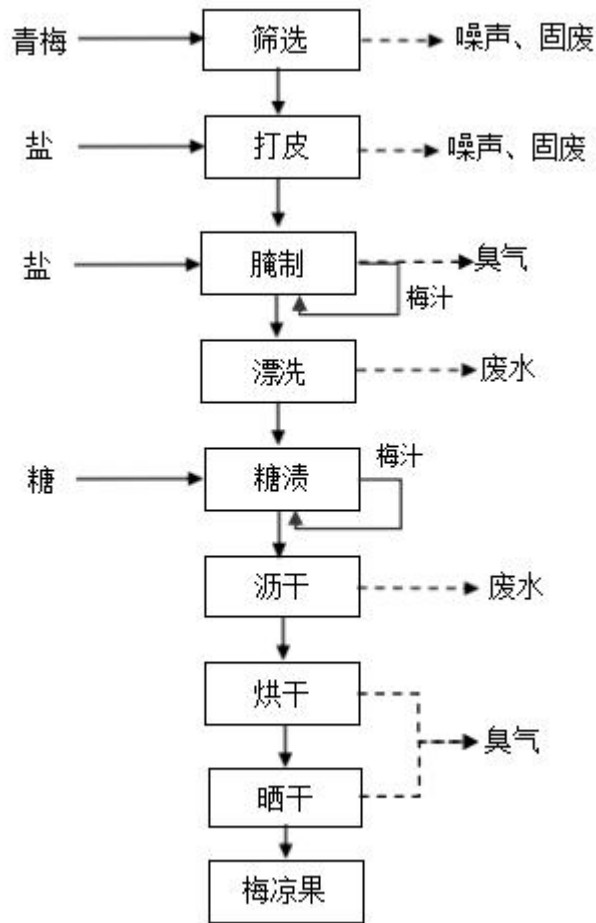 青梅
筛选
噪声、固废
盐
打皮
噪声、固废
盐
腌制
臭气
梅汁
漂洗
废水
梅汁
糖
糖渍
沥干
废水
烘干
臭气
晒干
梅凉果